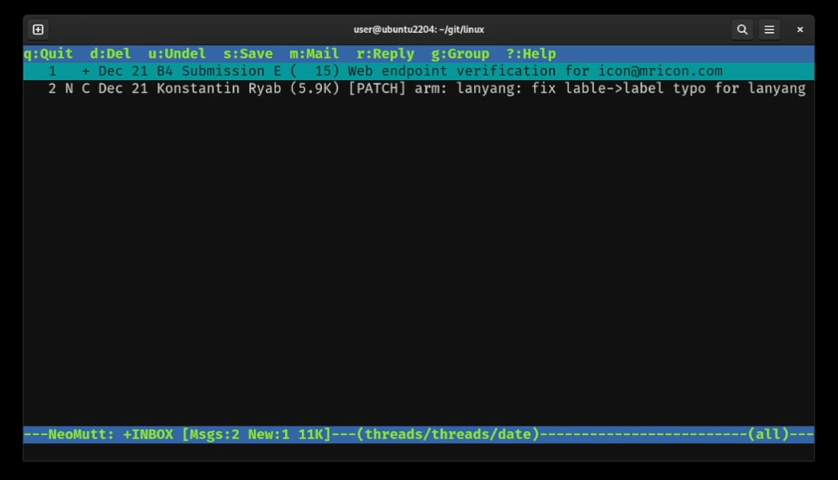 user@ubuntu2204: ~/git/linux
q:Quit  d:Del  u:Undel  s:Save  m:Mail  r:Reply  g:Group  ?:Help
1   + Dec 21 B4 Submission E (  15) Web endpoint verification for icon@mricon.com
2 N C Dec 21 Konstantin Ryab (5.9K) [PATCH] arm: lanyang: fix lable->label typo for lanyang
---NeoMutt: +INBOX [Msgs:2 New:1 11K]---(threads/threads/date)-------------------------(all)---